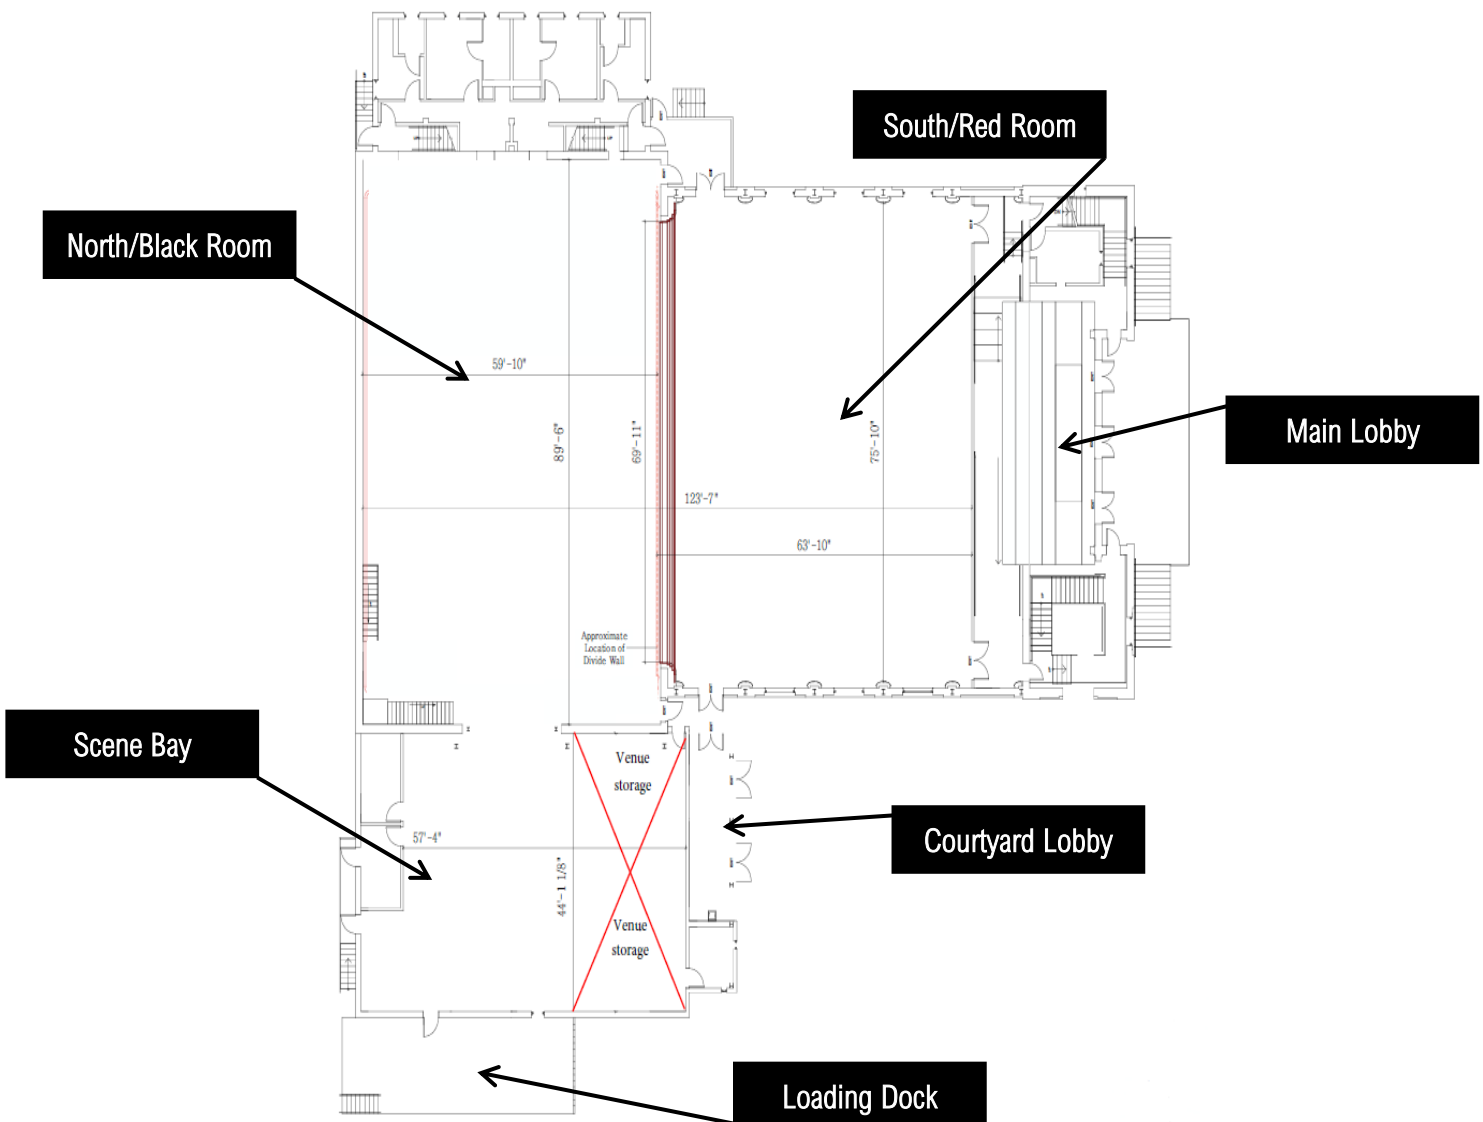 South/Red Room
North/Black Room
59'-10"
89'-6"
69'-11"
75'-10"
Main Lobby
123'-7"
63'-10"
Approximate
Location of
Divide Wall
Scene Bay
Venue
storage
57'-4"
Courtyard Lobby
44'-1 1/8"
Venue
storage
Loading Dock